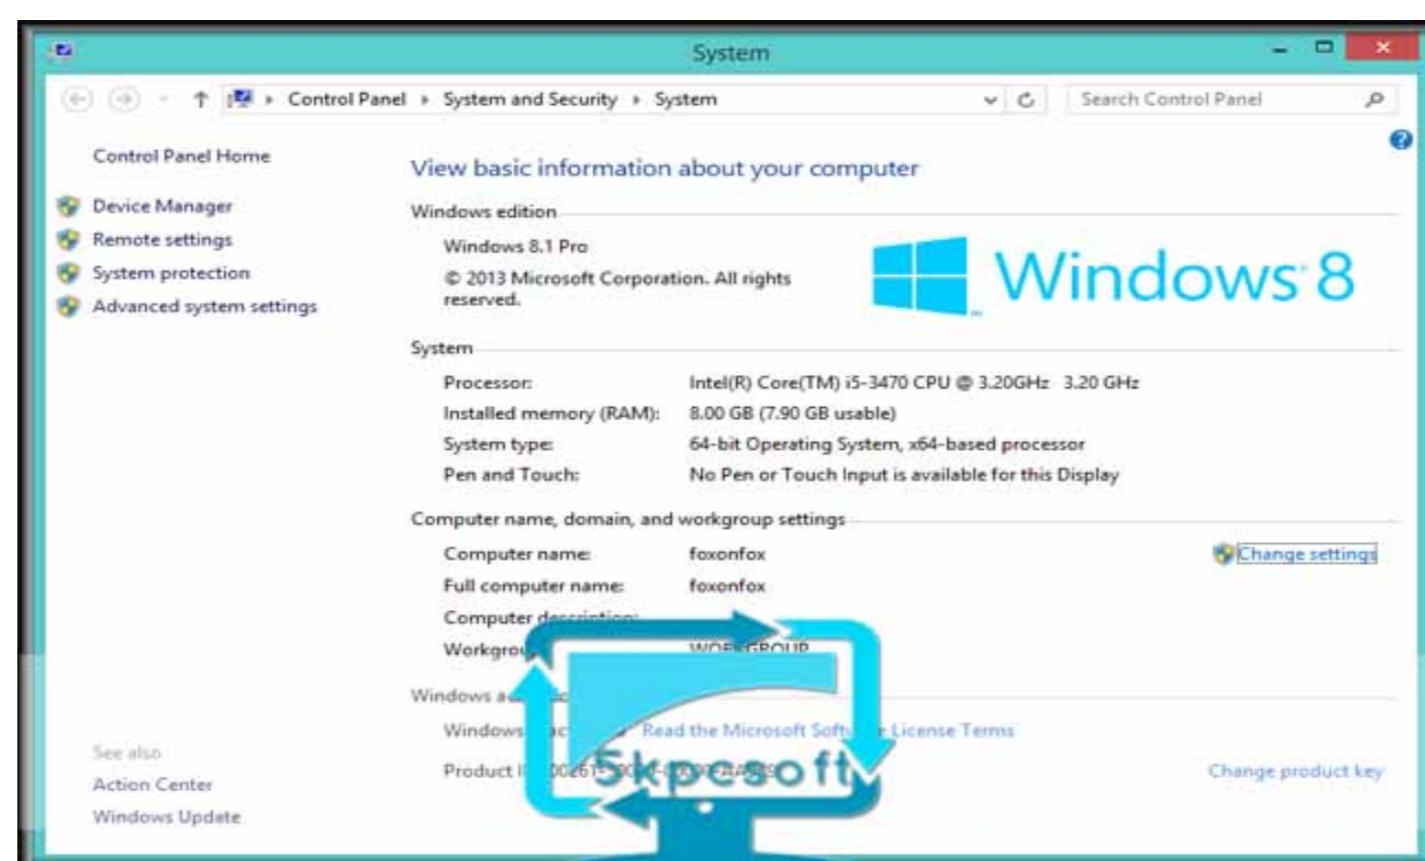 System
Control Panel System and Security System
Search Control Panel
Control Panel Home
Device Manager
Remote settings
System protection
Advanced system settings
View basic information about your computer
Windows edition
Windows 8.1 Pro
© 2013 Microsoft Corporation. All rights
reserved.
Windows 8
System
Processor: Intel(R) Core(TM) i5-3470 CPU @ 3.20GHz 3.20 GHz
Installed memory (RAM): 8.00 GB (7.90 GB usable)
System type: 64-bit Operating System, x64-based processor
Pen and Touch: No Pen or Touch Input is available for this Display
Computer name, domain, and workgroup settings
Computer name: foxonfox
Change settings
Full computer name: foxonfox
Computer description:
WORKGROUP
Windows
Windows Read the Microsoft Software License Terms
Product
Change product key
See also
Action Center
Windows Update
5kpcsoft